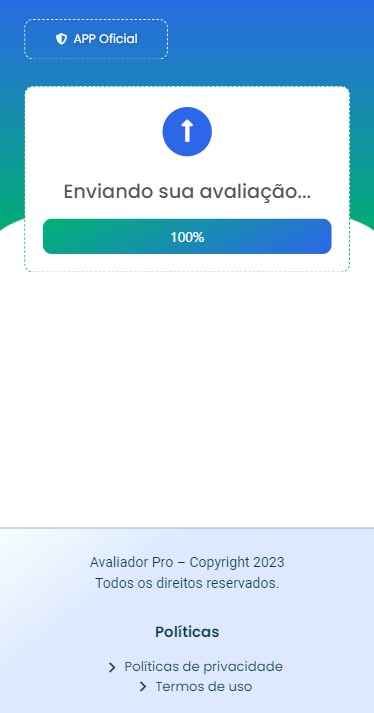 APP Oficial
Enviando sua avaliação...
100%
Avaliador Pro – Copyright 2023
Todos os direitos reservados.
Políticas
Políticas de privacidade
Termos de uso